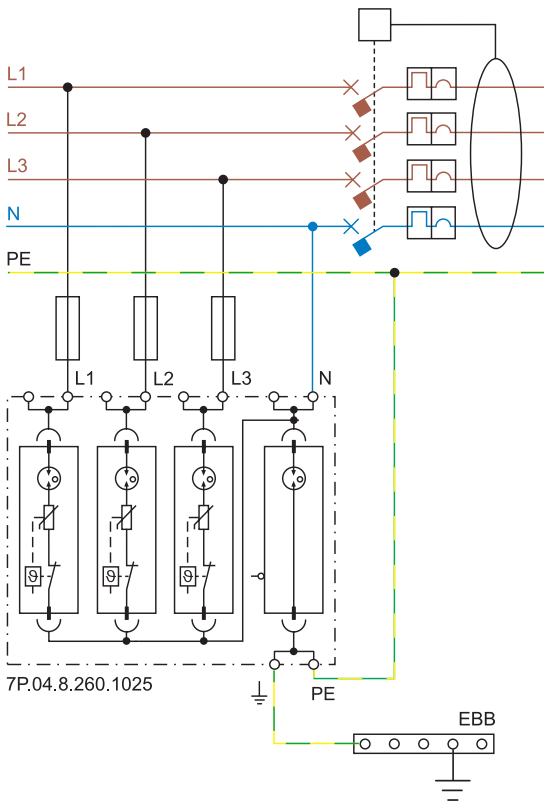 L1
L2
L3
N
PE
L1 L2 L3 N
ϑ ϑ ϑ
7P.04.8.260.1025
PE
EBB